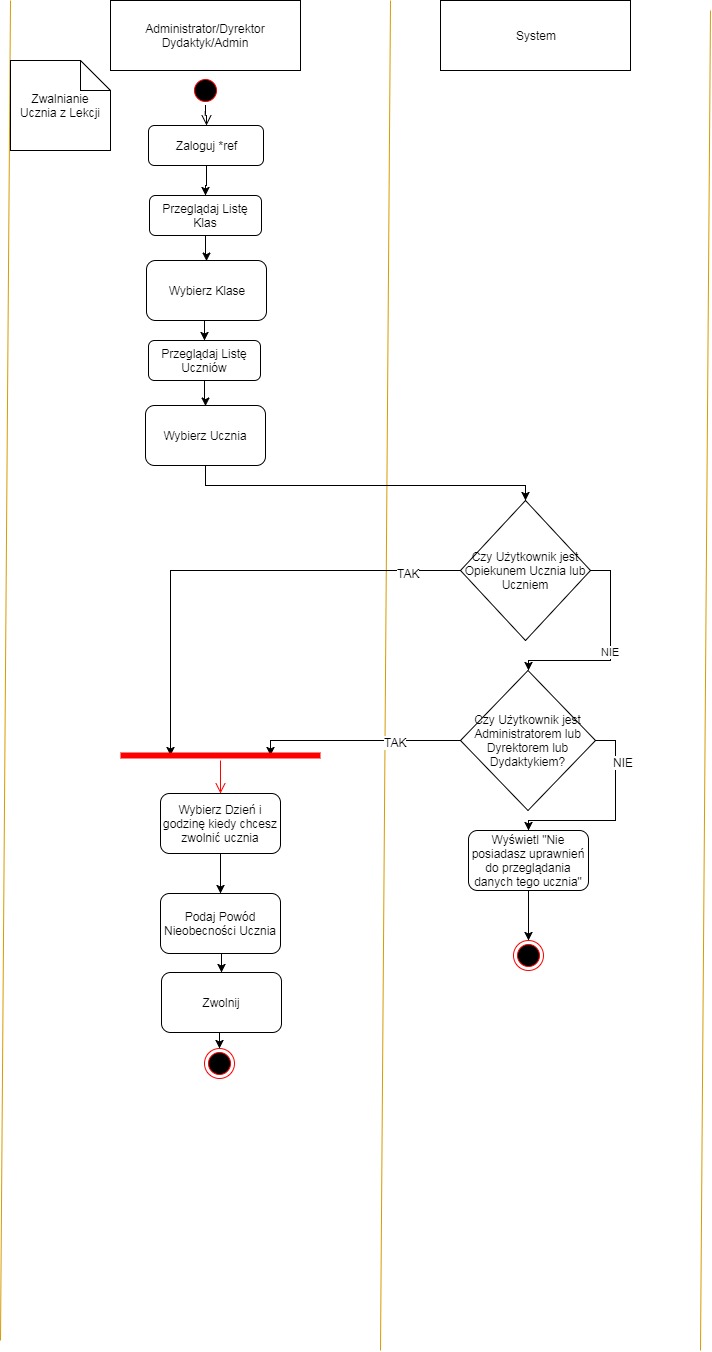 Administrator/Dyrektor
Dydaktyk/Admin
System
Zwalnianie
Ucznia z Lekcji
Zaloguj *ref
Przeglądaj Listę
Klas
Wybierz Klase
Przeglądaj Listę
Uczniów
Wybierz Ucznia
Czy Użytkownik jest
Opiekunem Ucznia lub
Uczniem
TAK
NIE
Czy Użytkownik jest
Administratorem lub
Dyrektorem lub
Dydaktykiem?
TAK
NIE
Wybierz Dzień i
godzinę kiedy chcesz
zwolnić ucznia
Wyświetl "Nie
posiadasz uprawnień
do przeglądania
danych tego ucznia"
Podaj Powód
Nieobecności Ucznia
Zwolnij